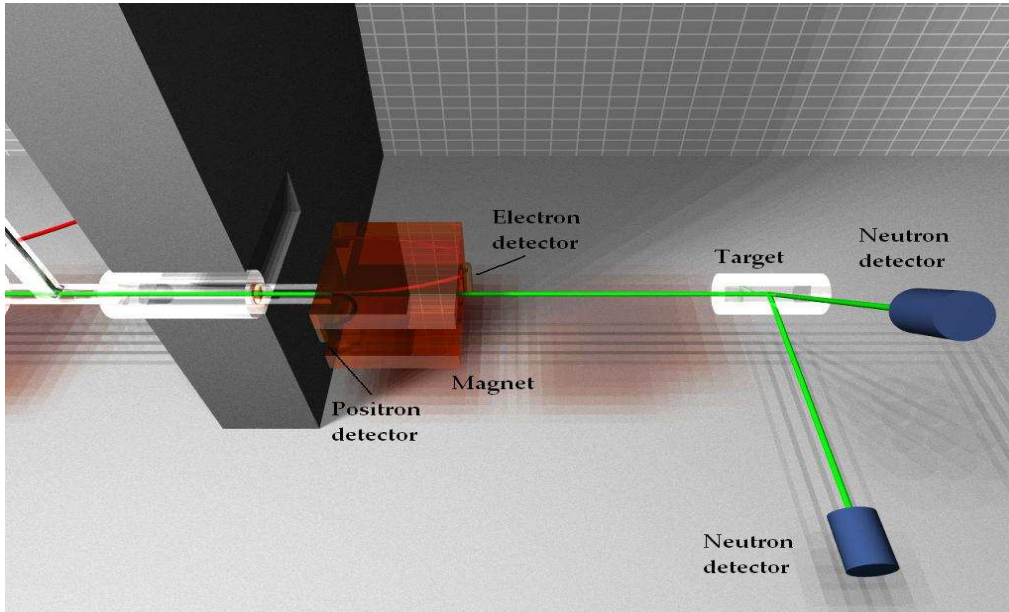 Electron
detector
Neutron
detector
Target
Magnet
Positron
detector
Neutron
detector